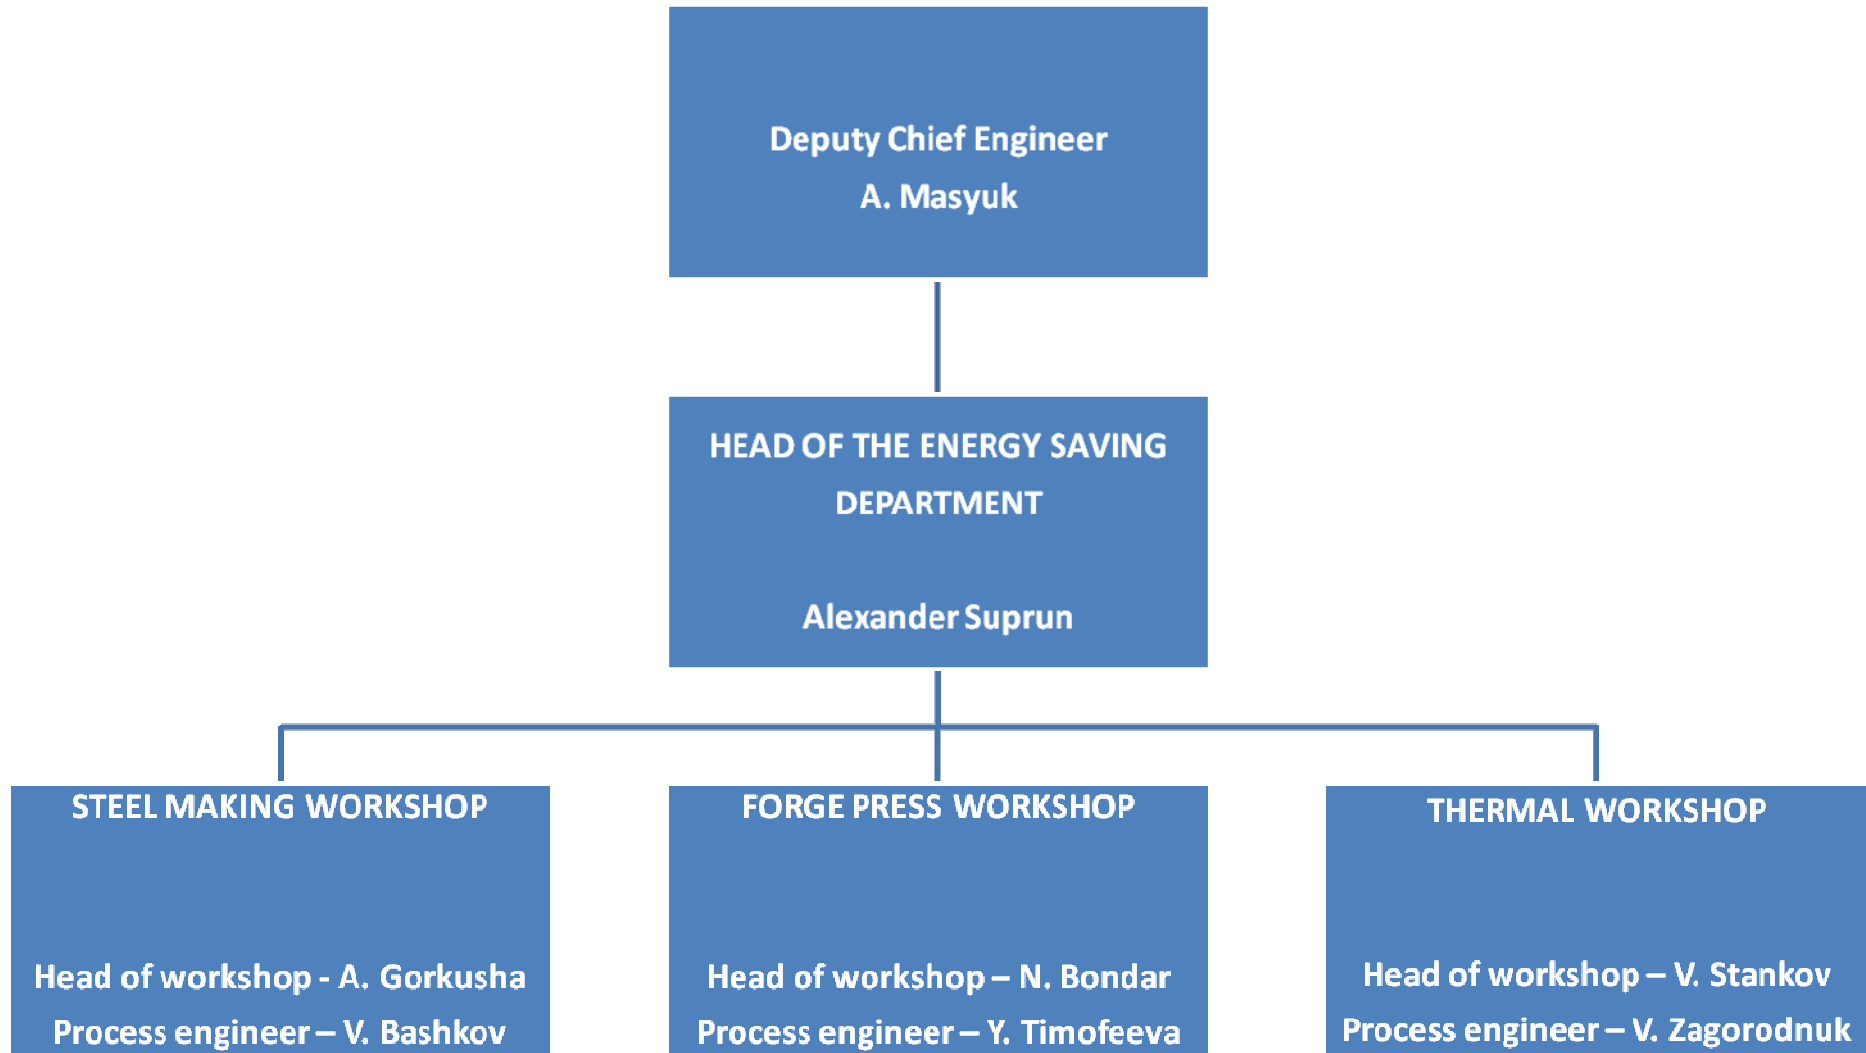 Deputy Chief Engineer
A. Masyuk
HEAD OF THE ENERGY SAVING
DEPARTMENT
Alexander Suprun
STEEL MAKING WORKSHOP
Head of workshop - A. Gorkusha
Process engineer – V. Bashkov
FORGE PRESS WORKSHOP
Head of workshop – N. Bondar
Process engineer – Y. Timofeeva
THERMAL WORKSHOP
Head of workshop – V. Stankov
Process engineer – V. Zagorodnuk